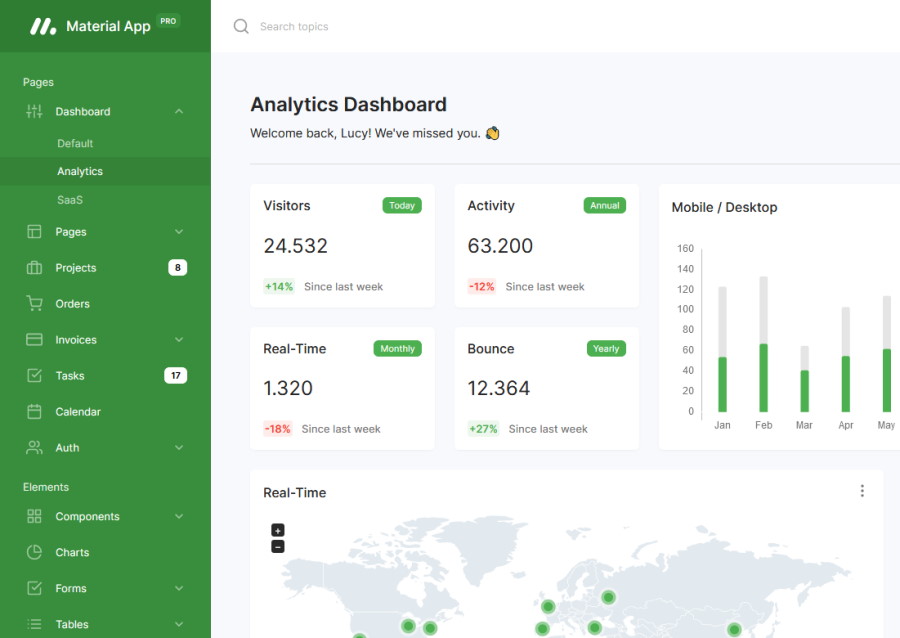 Material App PRO
Search topics
Pages
Dashboard
Default
Analytics
SaaS
Pages
Projects 8
Orders
Invoices
Tasks 17
Calendar
Auth
Elements
Components
Charts
Forms
Tables
Analytics Dashboard
Welcome back, Lucy! We've missed you. 👋
Visitors Today
24.532
+14% Since last week
Activity Annual
63.200
-12% Since last week
Real-Time Monthly
1.320
-18% Since last week
Bounce Yearly
12.364
+27% Since last week
Mobile / Desktop
160
140
120
100
80
60
40
20
0
Jan Feb Mar Apr May
Real-Time
+
−